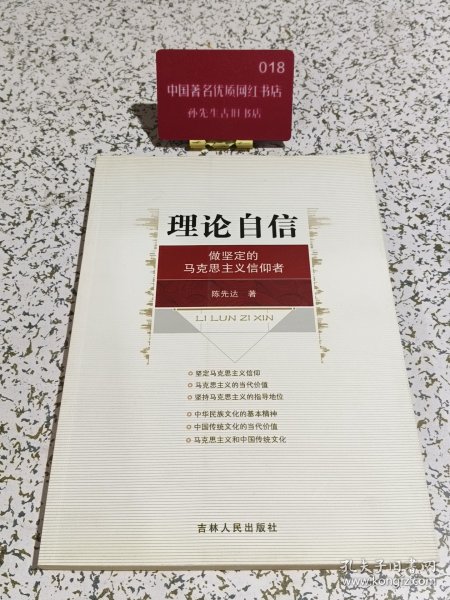 018
中国著名优质网红书店
孙先生古旧书店
理论自信
做坚定的
马克思主义信仰者
陈先达 著
LI LUN ZI XIN
坚定马克思主义信仰
马克思主义的当代价值
坚持马克思主义的指导地位
中华民族文化的基本精神
中国传统文化的当代价值
马克思主义和中国传统文化
吉林人民出版社
孔夫子旧书网
www.kongfz.com